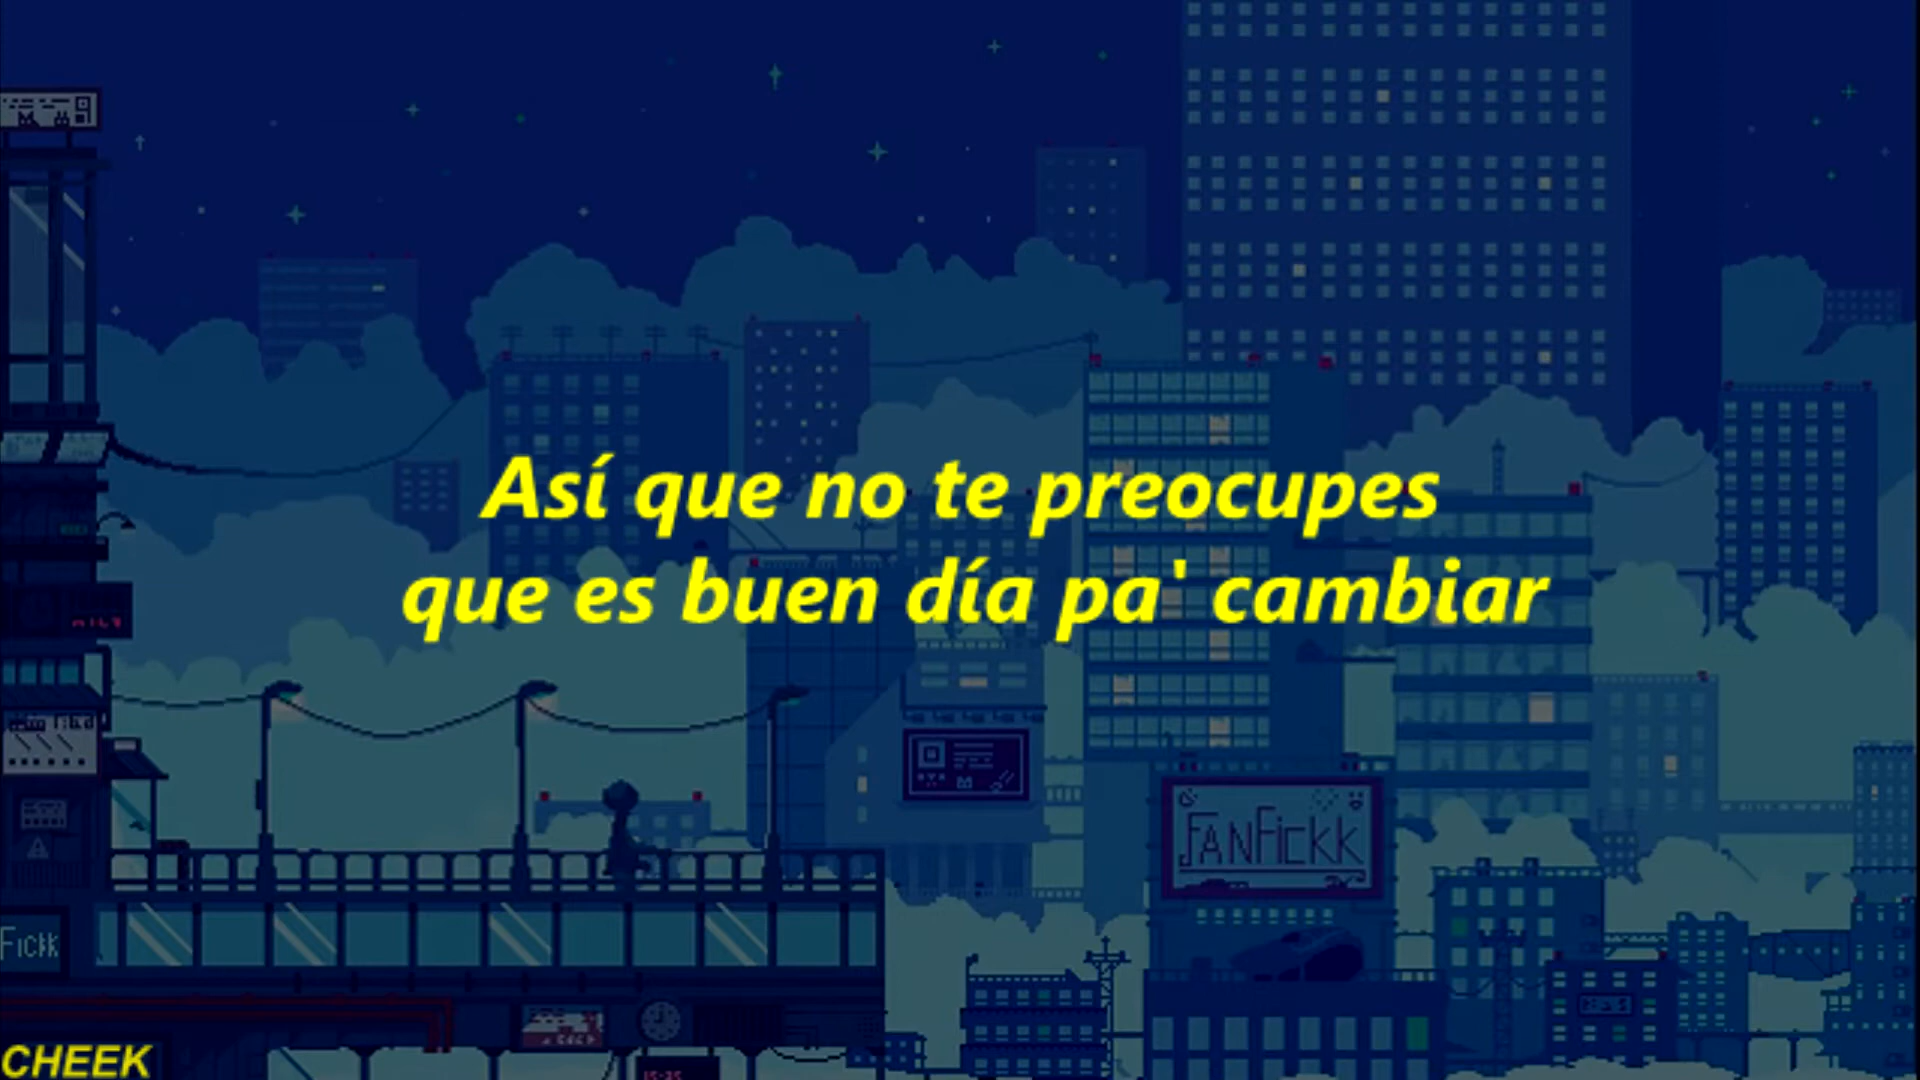 Así que no te preocupes
que es buen día pa' cambiar
FANFICKK
Fickk
CHEEK